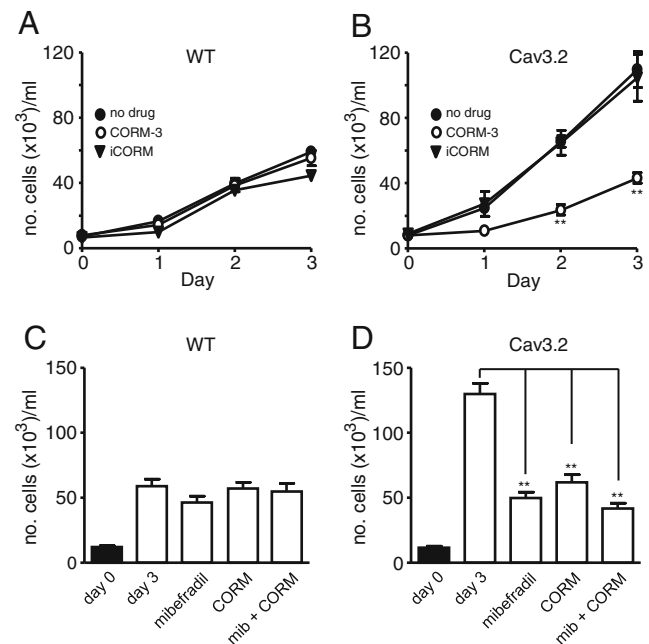 A
WT
no. cells (x10³)/ml
120
80
40
0
no drug
CORM-3
iCORM
0 1 2 3
Day
B
Cav3.2
no. cells (x10³)/ml
120
80
40
0
no drug
CORM-3
iCORM
**
**
0 1 2 3
Day
C
WT
no. cells (x10³)/ml
150
100
50
0
day 0
day 3
mibefradil
CORM
mib + CORM
D
Cav3.2
no. cells (x10³)/ml
150
100
50
0
**
**
**
day 0
day 3
mibefradil
CORM
mib + CORM